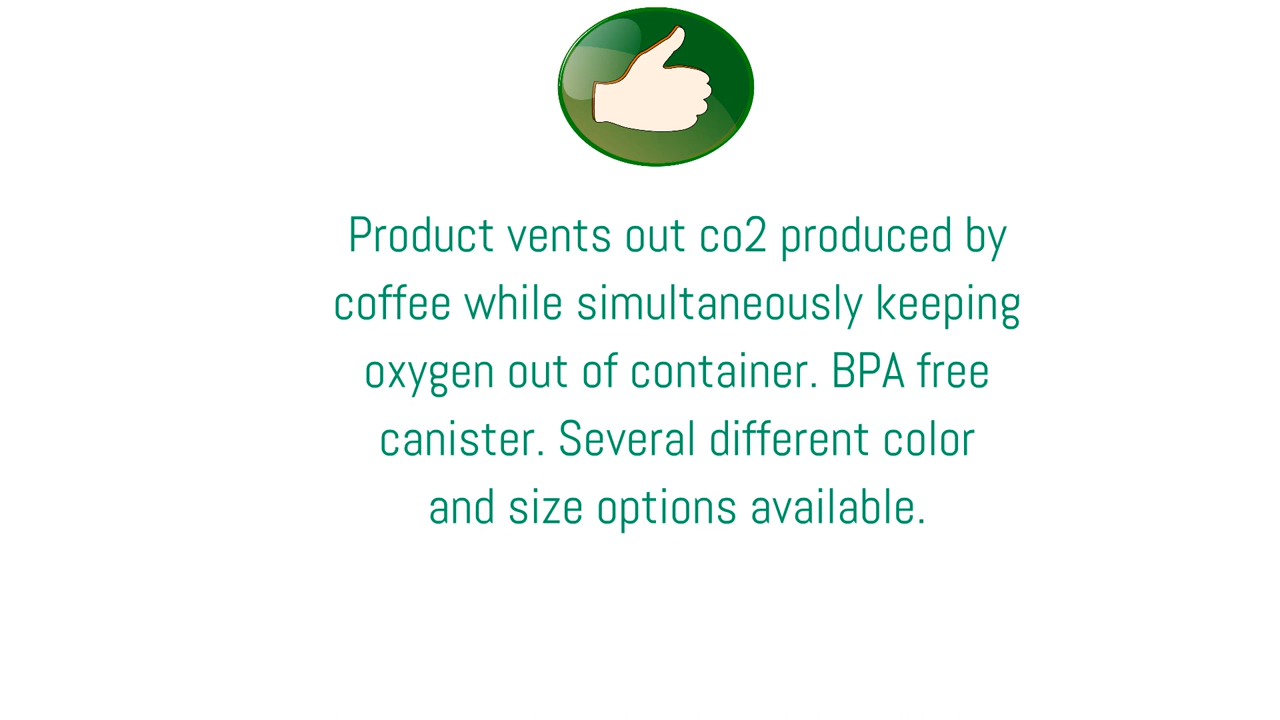 Product vents out co2 produced by
coffee while simultaneously keeping
oxygen out of container. BPA free
canister. Several different color
and size options available.